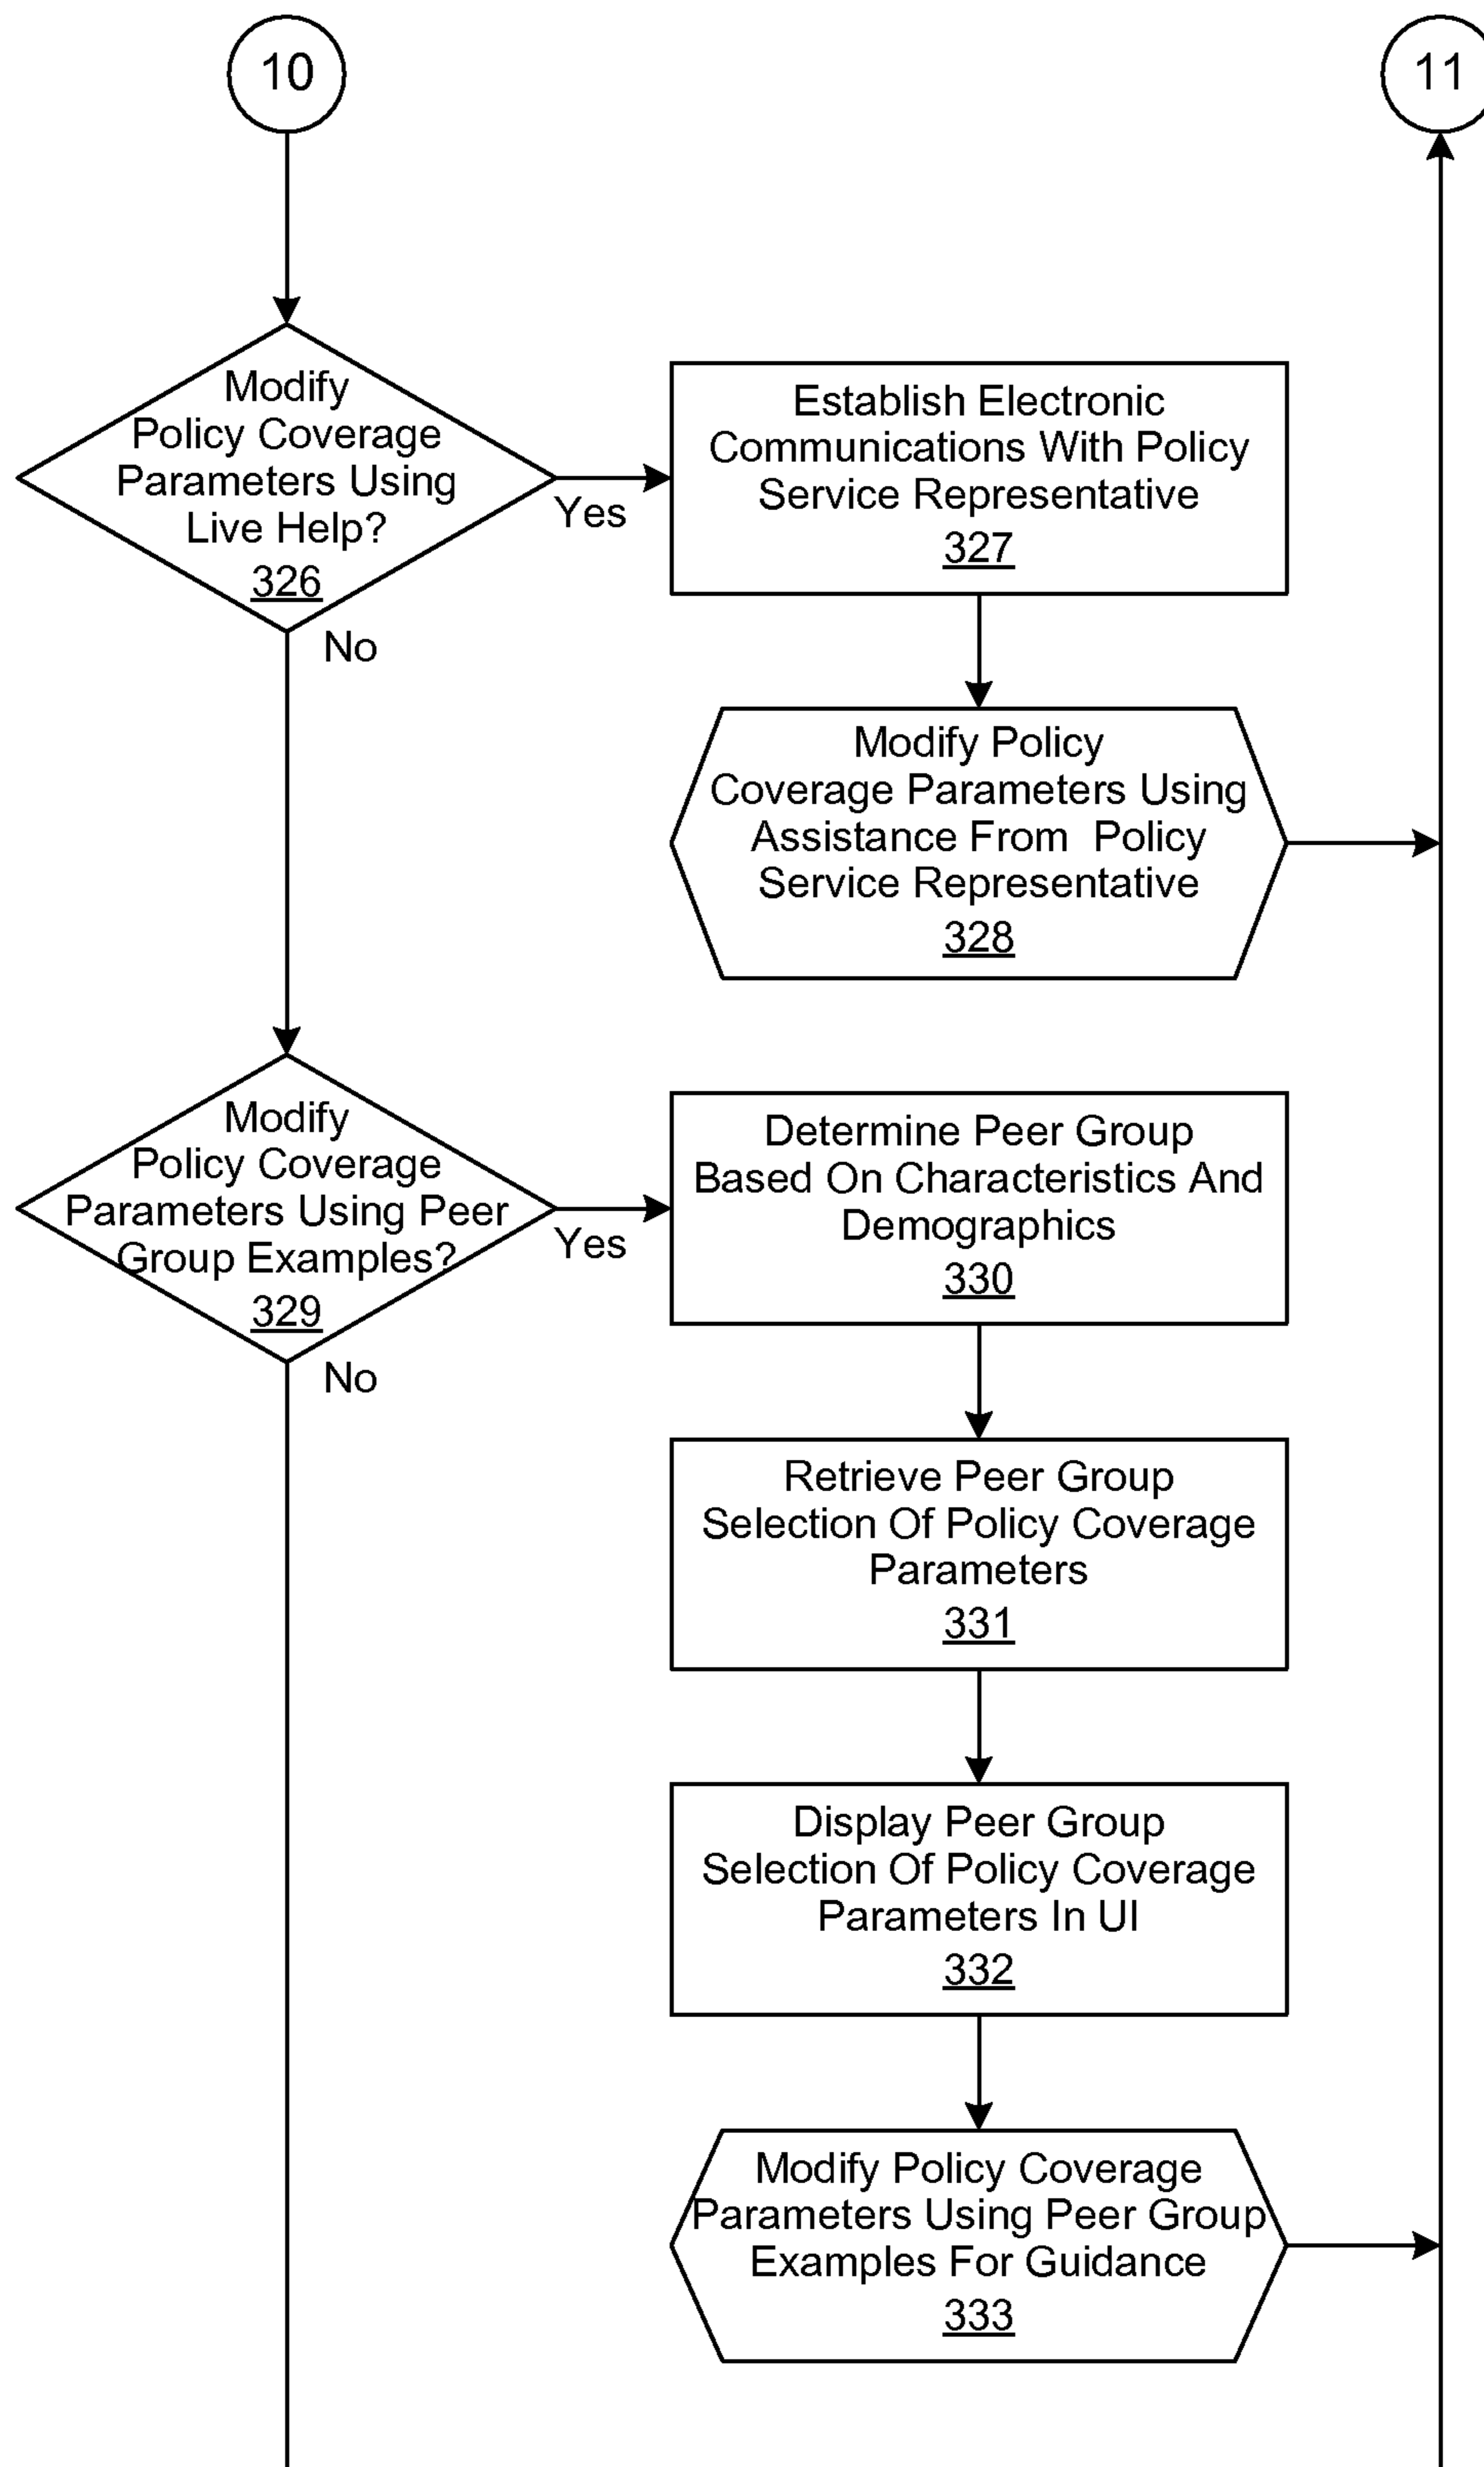 10
11
Modify
Policy Coverage
Parameters Using
Live Help?
326
Yes
No
Establish Electronic
Communications With Policy
Service Representative
327
Modify Policy
Coverage Parameters Using
Assistance From Policy
Service Representative
328
Modify
Policy Coverage
Parameters Using Peer
Group Examples?
329
Yes
No
Determine Peer Group
Based On Characteristics And
Demographics
330
Retrieve Peer Group
Selection Of Policy Coverage
Parameters
331
Display Peer Group
Selection Of Policy Coverage
Parameters In UI
332
Modify Policy Coverage
Parameters Using Peer Group
Examples For Guidance
333